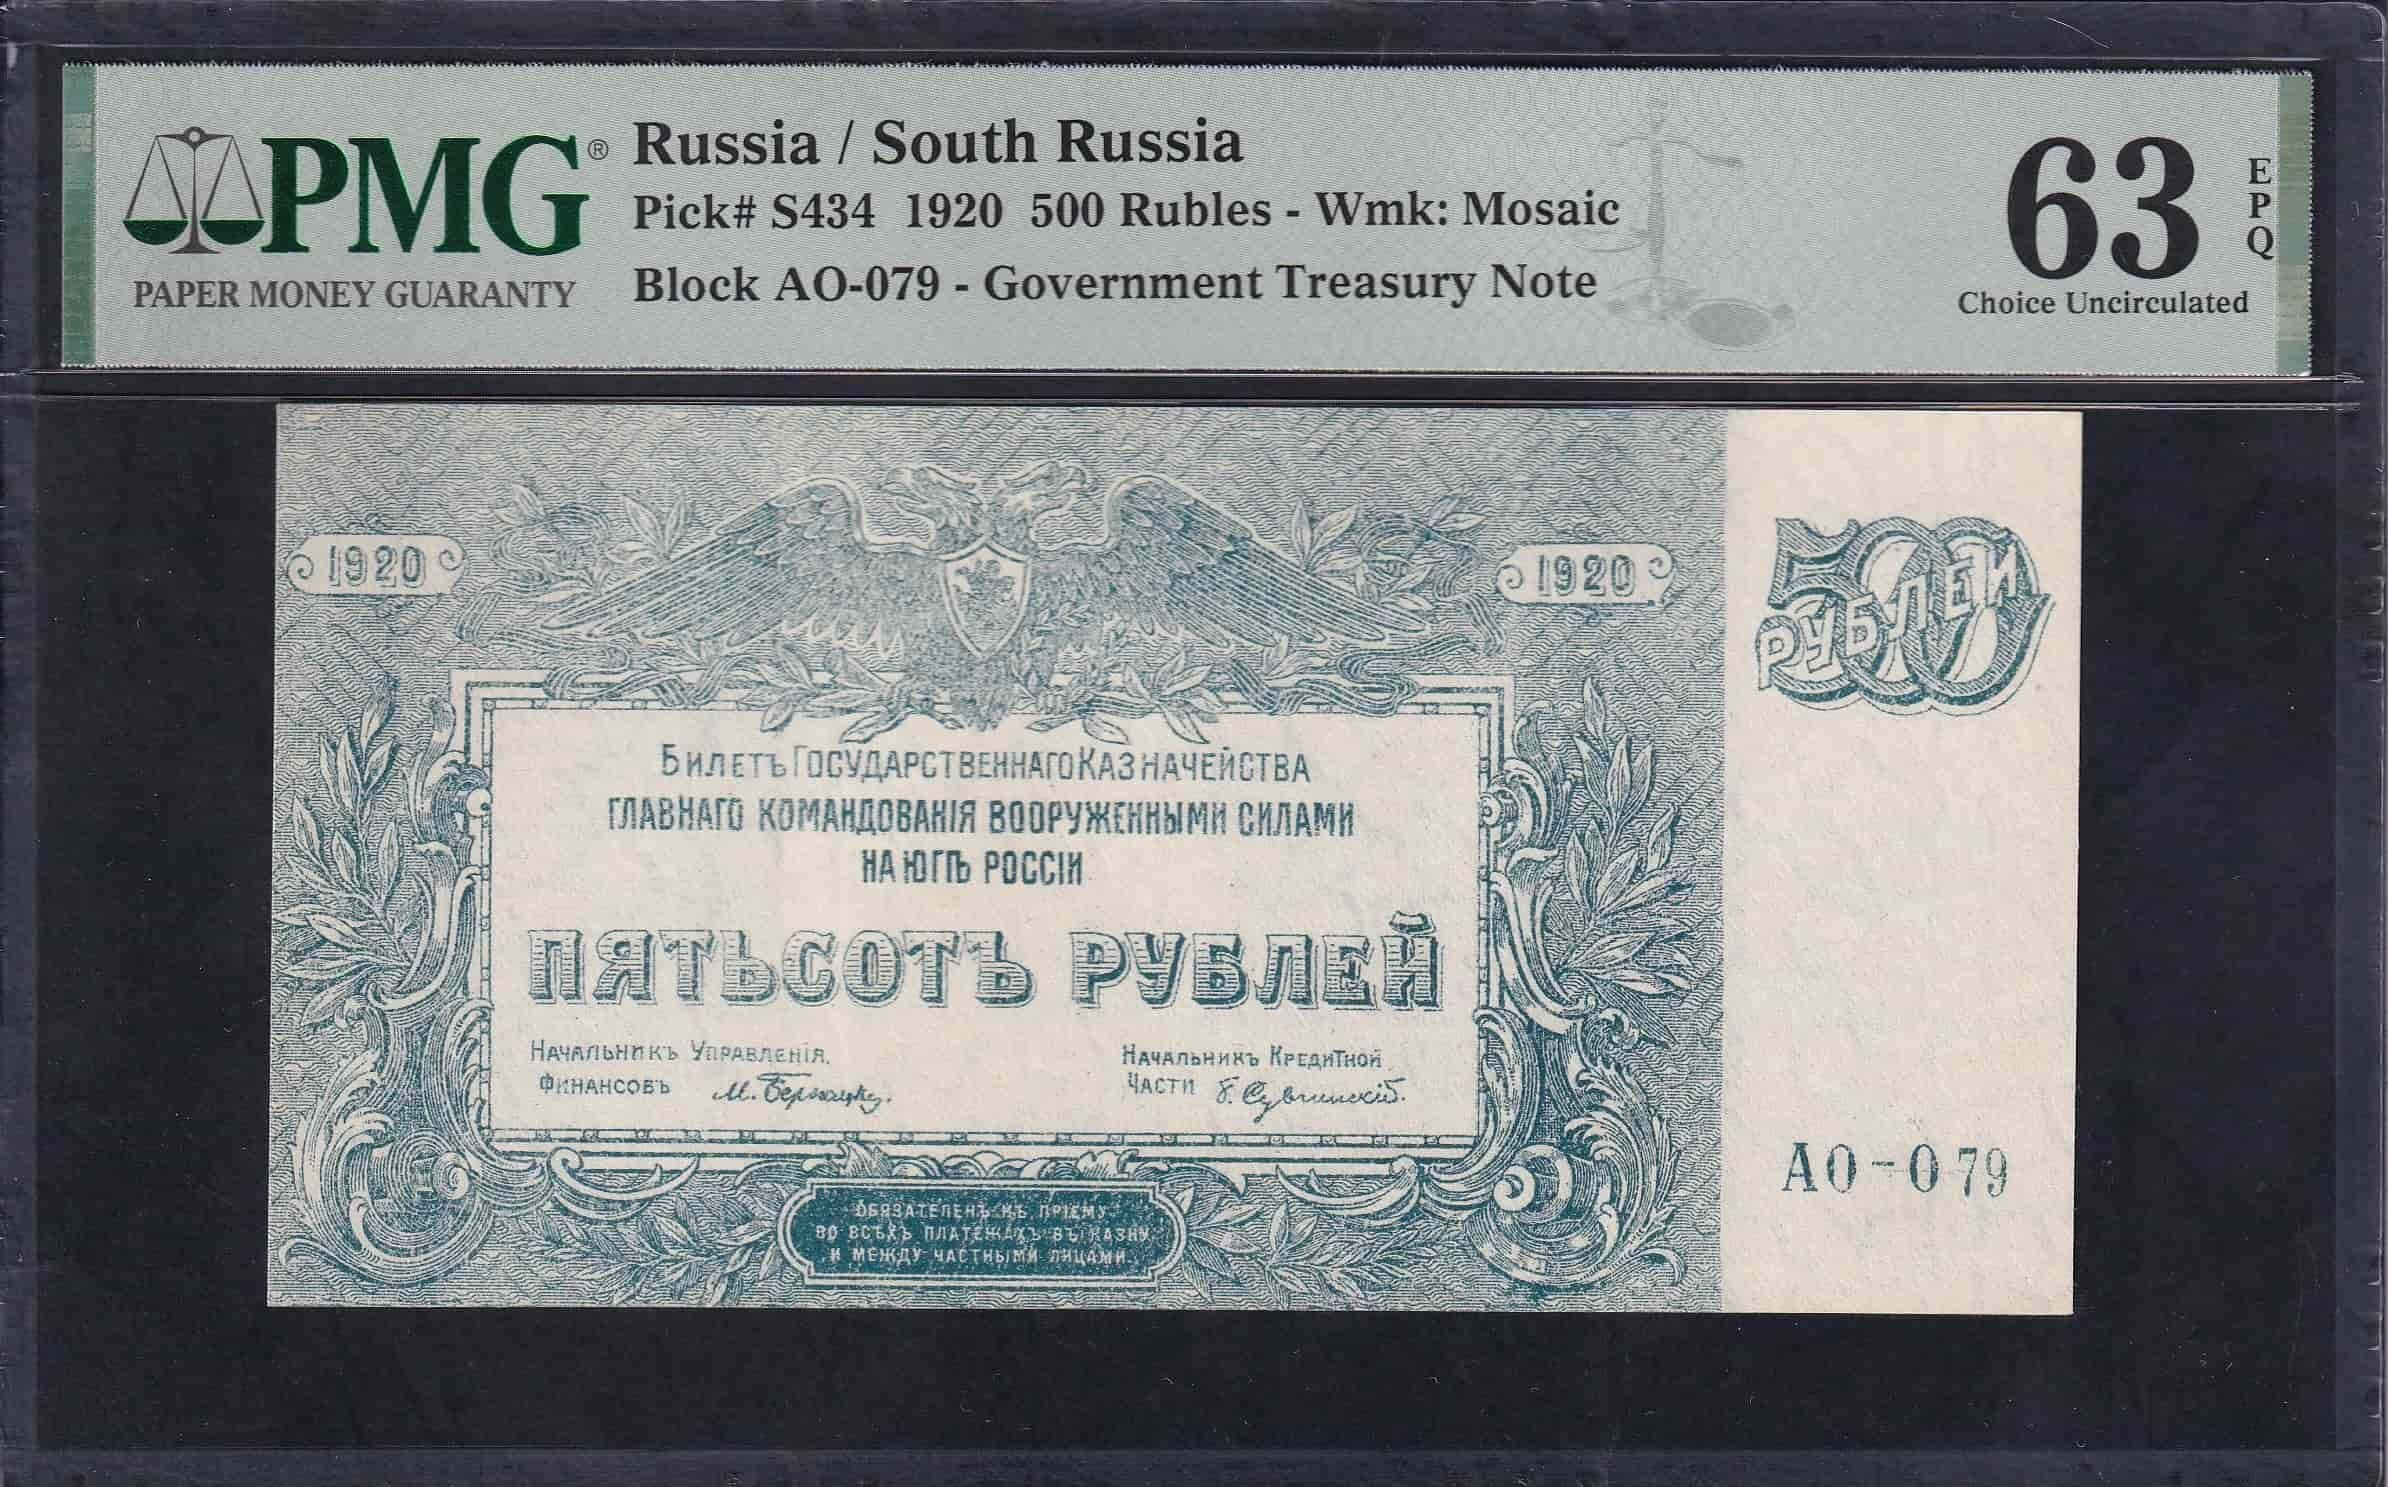 PMG®
PAPER MONEY GUARANTY
Russia / South Russia
Pick# S434 1920 500 Rubles - Wmk: Mosaic
Block AO-079 - Government Treasury Note
63
EPQ
Choice Uncirculated
1920
1920
500
РУБЛЕЙ
БИЛЕТЪ ГОСУДАРСТВЕННАГО КАЗНАЧЕЙСТВА
ГЛАВНАГО КОМАНДОВАНІЯ ВООРУЖЕННЫМИ СИЛАМИ
НА ЮГѢ РОССІИ
ПЯТЬСОТЪ РУБЛЕЙ
НАЧАЛЬНИКЪ УПРАВЛЕНІЯ
ФИНАНСОВЪ М. Бернацкій.
НАЧАЛЬНИКЪ КРЕДИТНОЙ
ЧАСТИ
АО-079
ОБЯЗАТЕЛЕНЪ КЪ ПРІЕМУ
ВО ВСѢХЪ ПЛАТЕЖАХЪ ВЪ КАЗНУ
И МЕЖДУ ЧАСТНЫМИ ЛИЦАМИ.